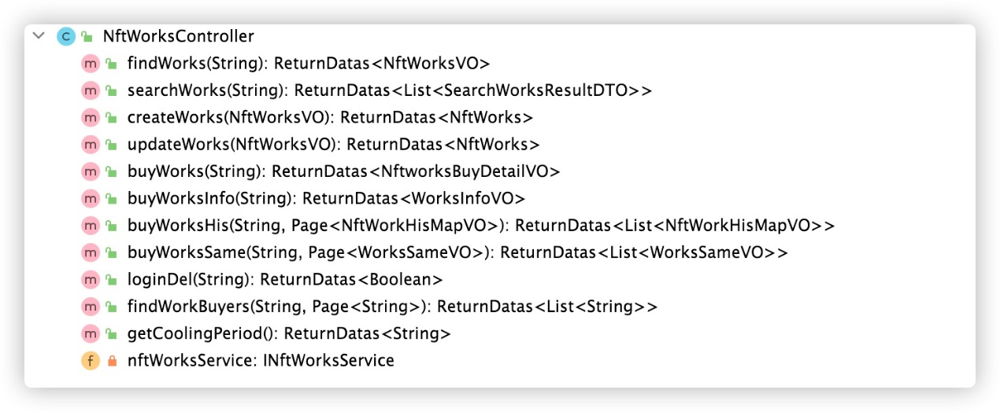 C NftWorksController
m findWorks(String): ReturnDatas<NftWorksVO>
m searchWorks(String): ReturnDatas<List<SearchWorksResultDTO>>
m createWorks(NftWorksVO): ReturnDatas<NftWorks>
m updateWorks(NftWorksVO): ReturnDatas<NftWorks>
m buyWorks(String): ReturnDatas<NftworksBuyDetailVO>
m buyWorksInfo(String): ReturnDatas<WorksInfoVO>
m buyWorksHis(String, Page<NftWorkHisMapVO>): ReturnDatas<List<NftWorkHisMapVO>>
m buyWorksSame(String, Page<WorksSameVO>): ReturnDatas<List<WorksSameVO>>
m loginDel(String): ReturnDatas<Boolean>
m findWorkBuyers(String, Page<String>): ReturnDatas<List<String>>
m getCoolingPeriod(): ReturnDatas<String>
f nftWorksService: INftWorksService